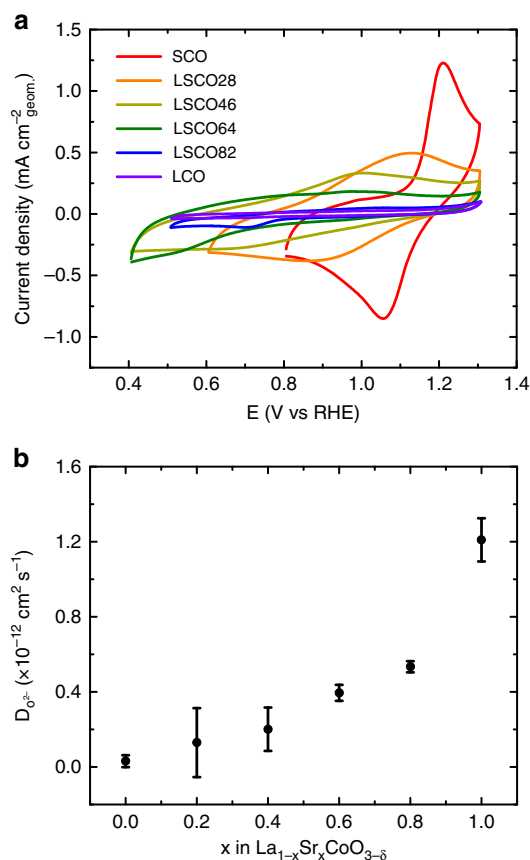 a
1.5
1.0
0.5
0.0
−0.5
−1.0
Current density (mA cm⁻²geom.)
SCO
LSCO28
LSCO46
LSCO64
LSCO82
LCO
0.4 0.6 0.8 1.0 1.2 1.4
E (V vs RHE)
b
1.6
1.2
0.8
0.4
0.0
D_O²⁻ (×10⁻¹² cm² s⁻¹)
0.0 0.2 0.4 0.6 0.8 1.0
x in La₁₋ₓSrₓCoO₃₋δ